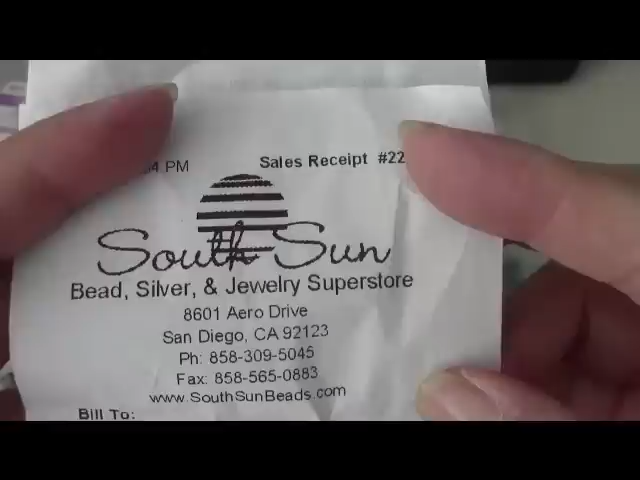 4 PM Sales Receipt #22
South Sun
Bead, Silver, & Jewelry Superstore
8601 Aero Drive
San Diego, CA 92123
Ph: 858-309-5045
Fax: 858-565-0883
www.SouthSunBeads.com
Bill To: